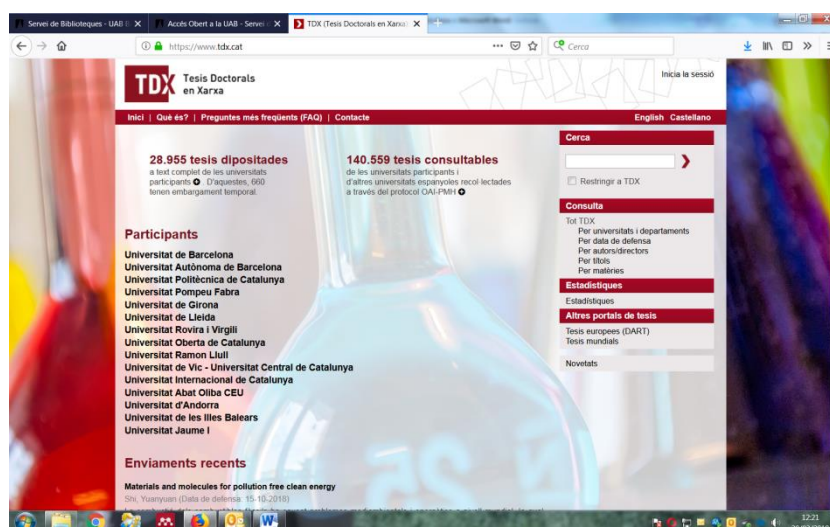 Servei de Biblioteques - UAB
Accés Obert a la UAB - Servei
TDX (Tesis Doctorals en Xarxa)
https://www.tdx.cat
Cerca
TDX Tesis Doctorals
en Xarxa
Inicia la sessió
Inici | Què és? | Preguntes més freqüents (FAQ) | Contacte
English Castellano
28.955 tesis dipositades
a text complet de les universitats
participants . D'aquestes, 660
tenen embargament temporal.
140.559 tesis consultables
de les universitats participants i
d'altres universitats espanyoles recol·lectades
a través del protocol OAI-PMH
Participants
Universitat de Barcelona
Universitat Autònoma de Barcelona
Universitat Politècnica de Catalunya
Universitat Pompeu Fabra
Universitat de Girona
Universitat de Lleida
Universitat Rovira i Virgili
Universitat Oberta de Catalunya
Universitat Ramon Llull
Universitat de Vic - Universitat Central de Catalunya
Universitat Internacional de Catalunya
Universitat Abat Oliba CEU
Universitat d'Andorra
Universitat de les Illes Balears
Universitat Jaume I
Enviaments recents
Materials and molecules for pollution free clean energy
Shi, Yuanyuan (Data de defensa: 15-10-2018)
Cerca
Restringir a TDX
Consulta
Tot TDX
Per universitats i departaments
Per data de defensa
Per autors/directors
Per títols
Per matèries
Estadístiques
Estadístiques
Altres portals de tesis
Tesis europees (DART)
Tesis mundials
Novetats
12:21